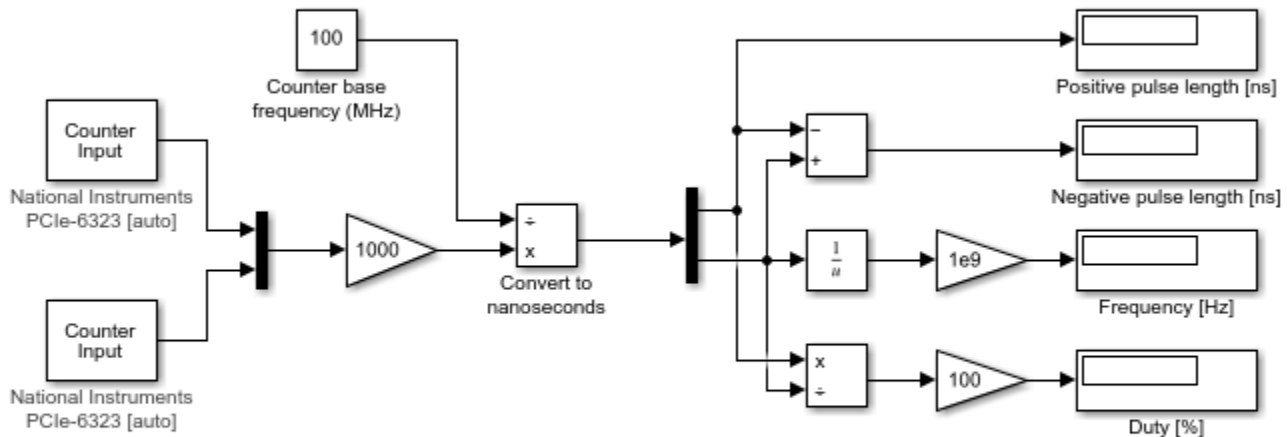 100
Counter base
frequency (MHz)
Counter
Input
National Instruments
PCIe-6323 [auto]
Counter
Input
National Instruments
PCIe-6323 [auto]
1000
÷
x
Convert to
nanoseconds
−
+
1
u
1e9
x
÷
100
Positive pulse length [ns]
Negative pulse length [ns]
Frequency [Hz]
Duty [%]